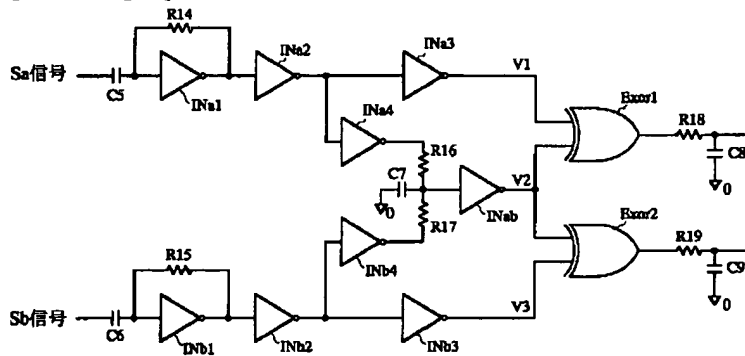 R14
INa2
INa3
Sa信号
C5
INa1
V1
Exor1
R18
INa4
R16
C8
C7
V2
0
0
INab
R17
Exor2
R15
INb4
R19
Sb信号
C6
V3
C9
INb1
INb2
INb3
0